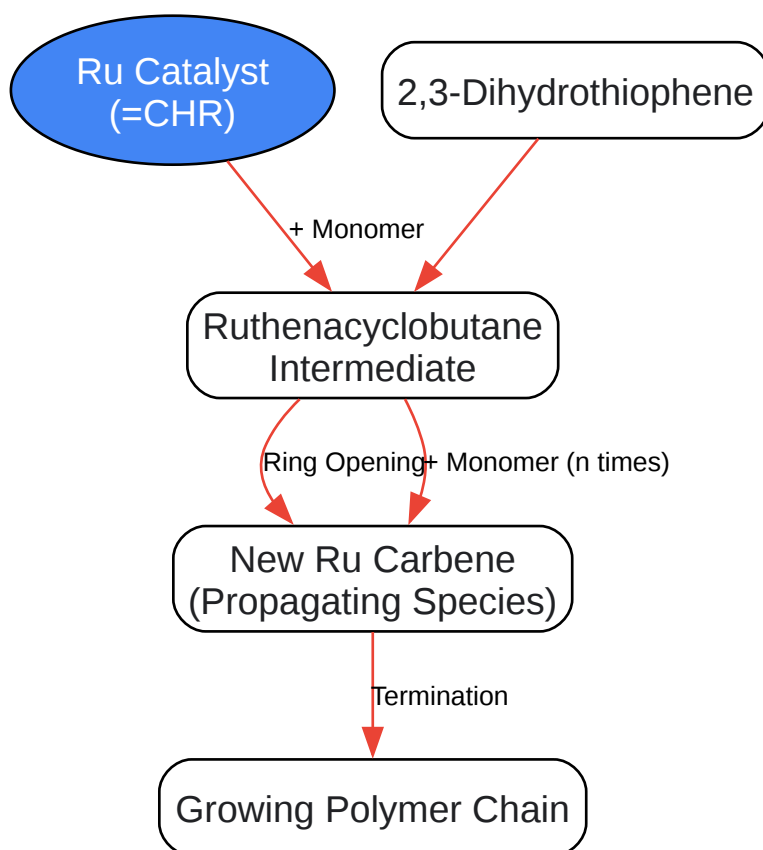 Ru Catalyst
(=CHR)
2,3-Dihydrothiophene
+ Monomer
Ruthenacyclobutane
Intermediate
Ring Opening
+ Monomer (n times)
New Ru Carbene
(Propagating Species)
Termination
Growing Polymer Chain